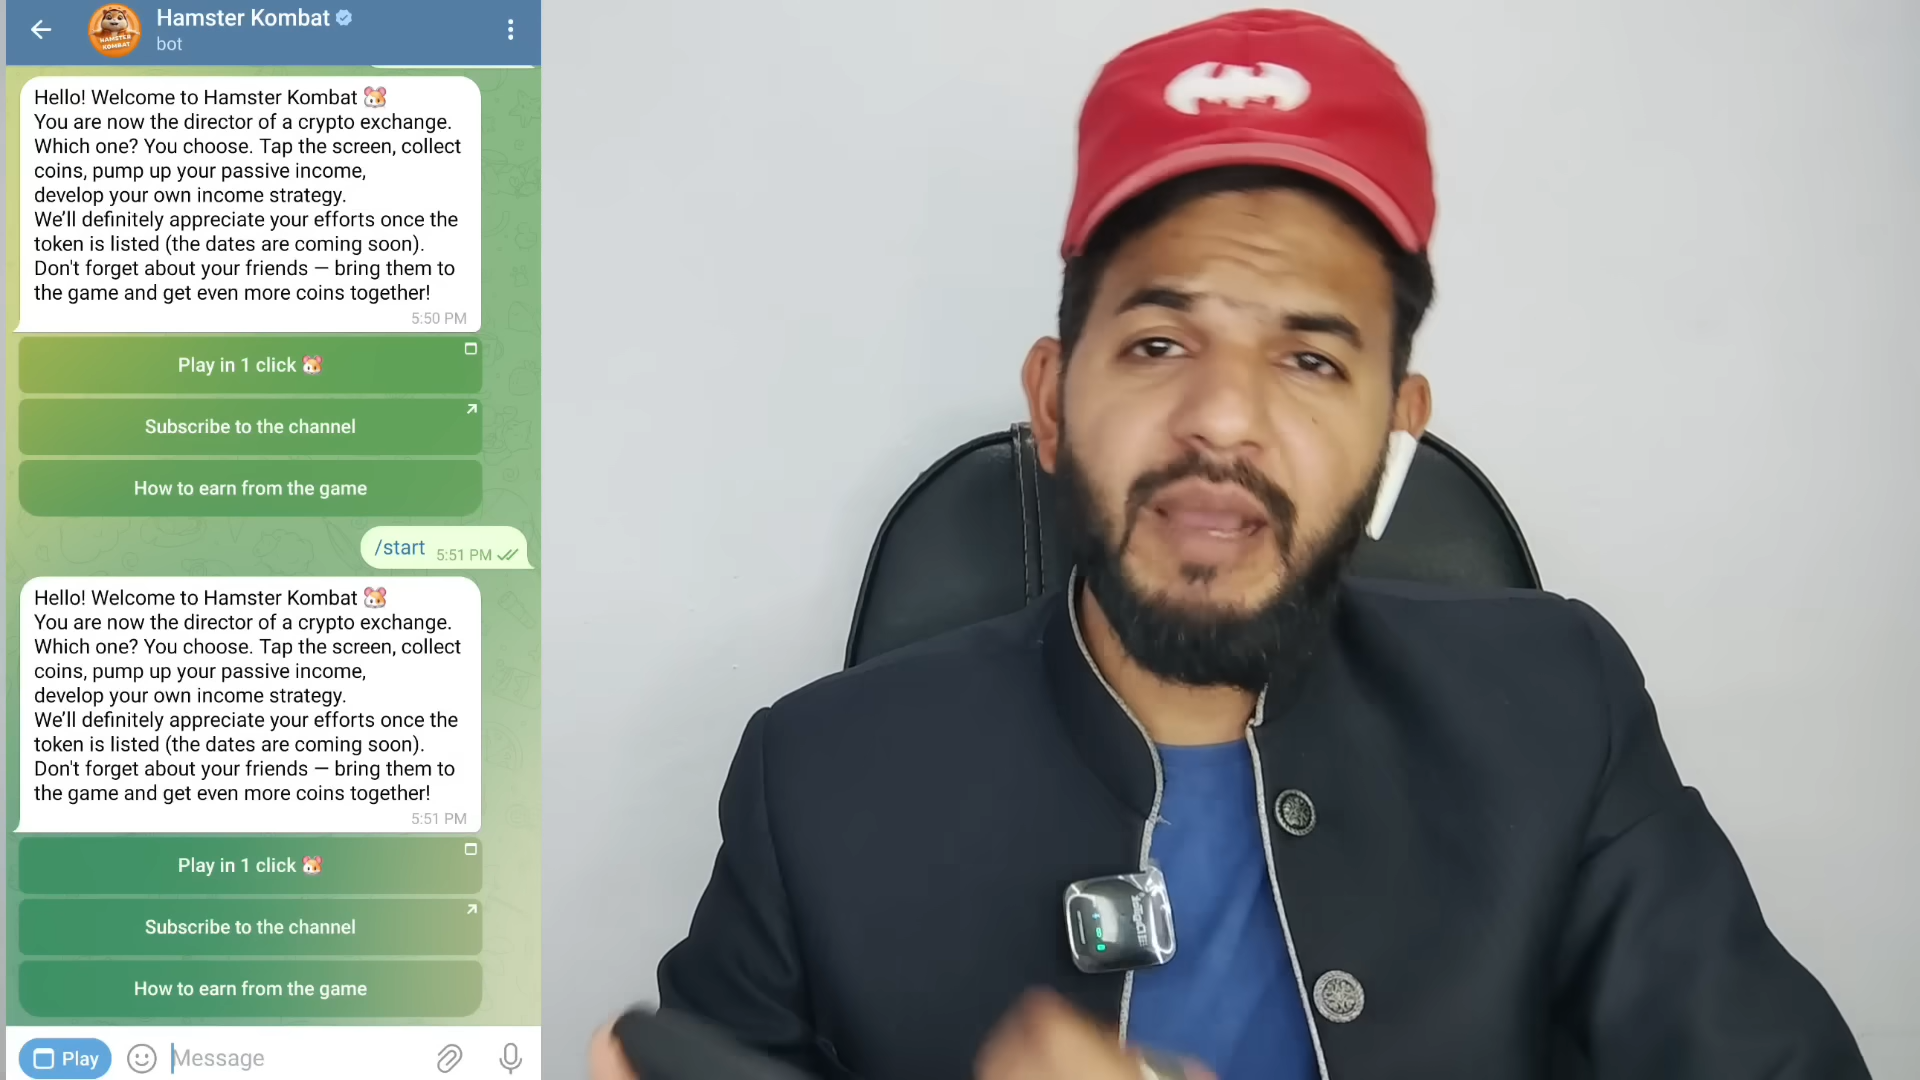 Hamster Kombat
bot
HAMSTER
KOMBAT
Hello! Welcome to Hamster Kombat 🐹
You are now the director of a crypto exchange.
Which one? You choose. Tap the screen, collect
coins, pump up your passive income,
develop your own income strategy.
We’ll definitely appreciate your efforts once the
token is listed (the dates are coming soon).
Don't forget about your friends — bring them to
the game and get even more coins together!
5:50 PM
Play in 1 click 🐹
Subscribe to the channel
How to earn from the game
/start 5:51 PM
Hello! Welcome to Hamster Kombat 🐹
You are now the director of a crypto exchange.
Which one? You choose. Tap the screen, collect
coins, pump up your passive income,
develop your own income strategy.
We’ll definitely appreciate your efforts once the
token is listed (the dates are coming soon).
Don't forget about your friends — bring them to
the game and get even more coins together!
5:51 PM
Play in 1 click 🐹
Subscribe to the channel
How to earn from the game
Play
Message